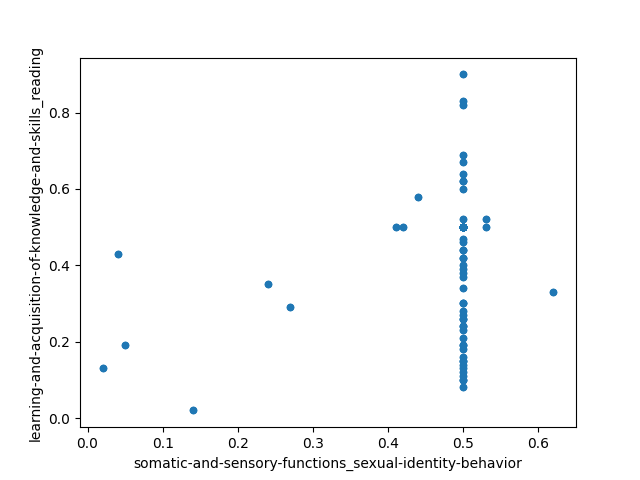 learning-and-acquisition-of-knowledge-and-skills_reading
0.8
0.6
0.4
0.2
0.0
0.0 0.1 0.2 0.3 0.4 0.5 0.6
somatic-and-sensory-functions_sexual-identity-behavior